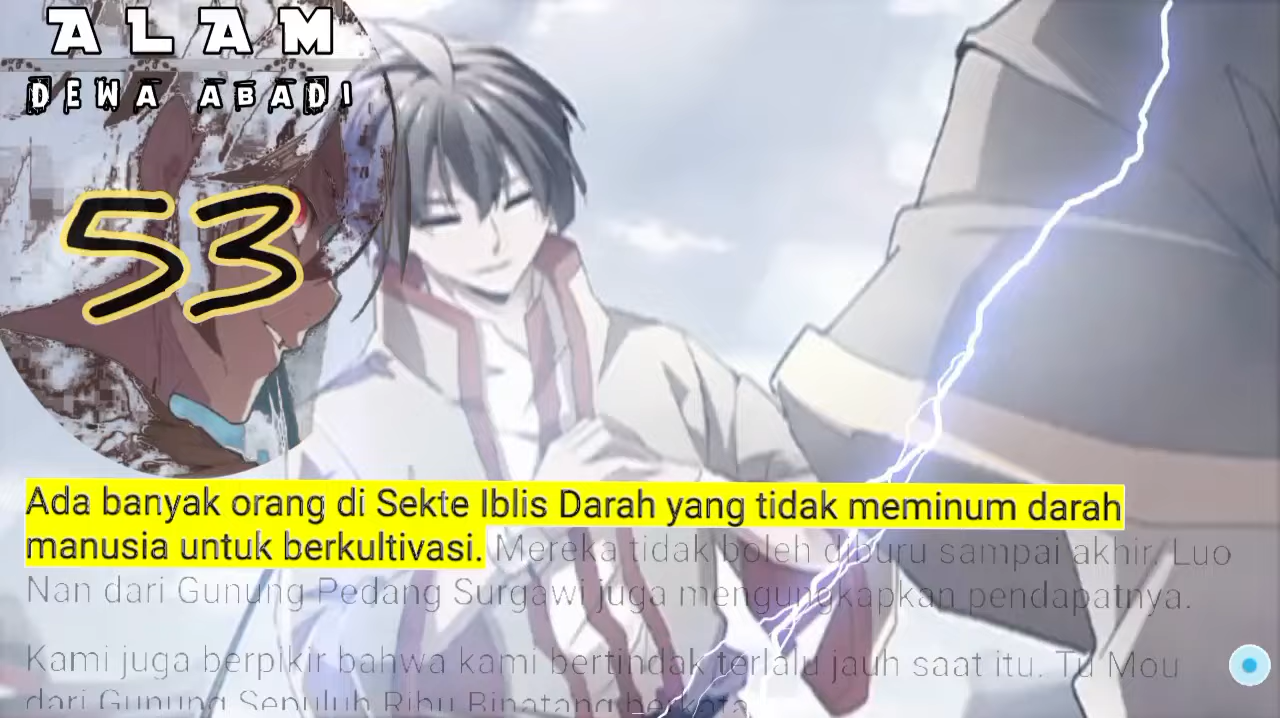 ALAM
DEWA ABADI
53
Ada banyak orang di Sekte Iblis Darah yang tidak meminum darah
manusia untuk berkultivasi. Mereka tidak boleh diburu sampai akhir. Luo
Nan dari Gunung Pedang Surgawi juga mengungkapkan pendapatnya.
Kami juga berpikir bahwa kami bertindak terlalu jauh saat itu. Tu Mou
dari Gunung Sepuluh Ribu Binatang berkata.